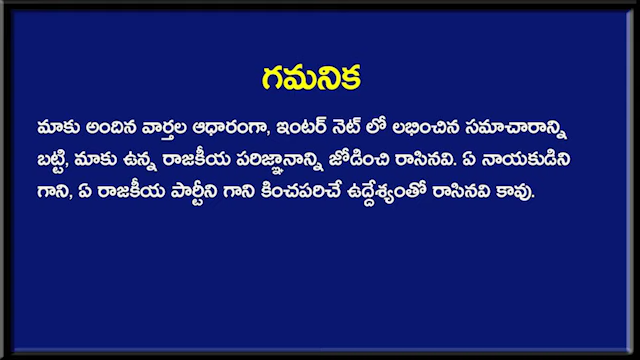 గమనిక
మాకు అందిన వార్తల ఆధారంగా, ఇంటర్ నెట్ లో లభించిన సమాచారాన్ని
బట్టి, మాకు ఉన్న రాజకీయ పరిజ్ఞానాన్ని జోడించి రాసినవి. ఏ నాయకుడిని
గాని, ఏ రాజకీయ పార్టీని గాని కించపరిచే ఉద్దేశ్యంతో రాసినవి కావు.